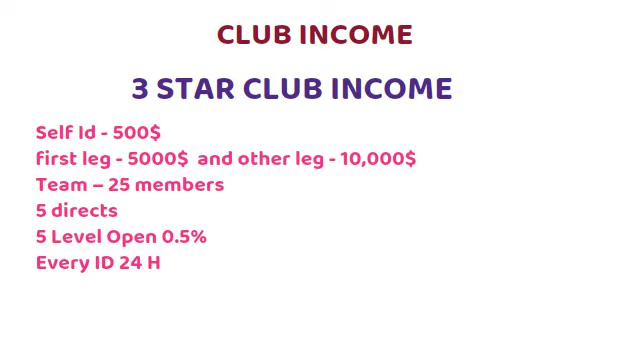 CLUB INCOME
3 STAR CLUB INCOME
Self Id - 500$
first leg - 5000$  and other leg - 10,000$
Team – 25 members
5 directs
5 Level Open 0.5%
Every ID 24 H